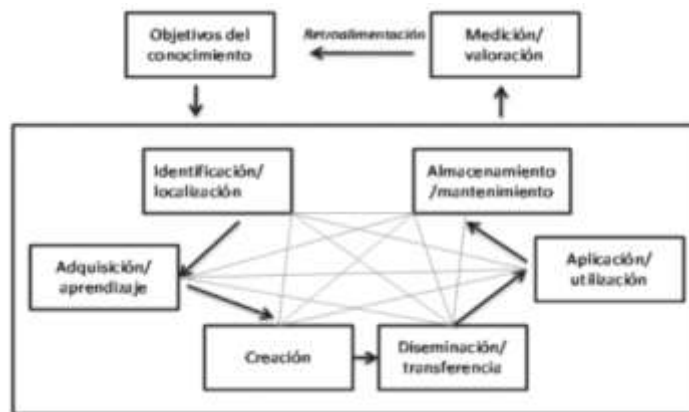 Objetivos del
conocimiento
Retroalimentación
Medición/
valoración
Identificación/
localización
Almacenamiento
/mantenimiento
Adquisición/
aprendizaje
Aplicación/
utilización
Creación
Diseminación/
transferencia